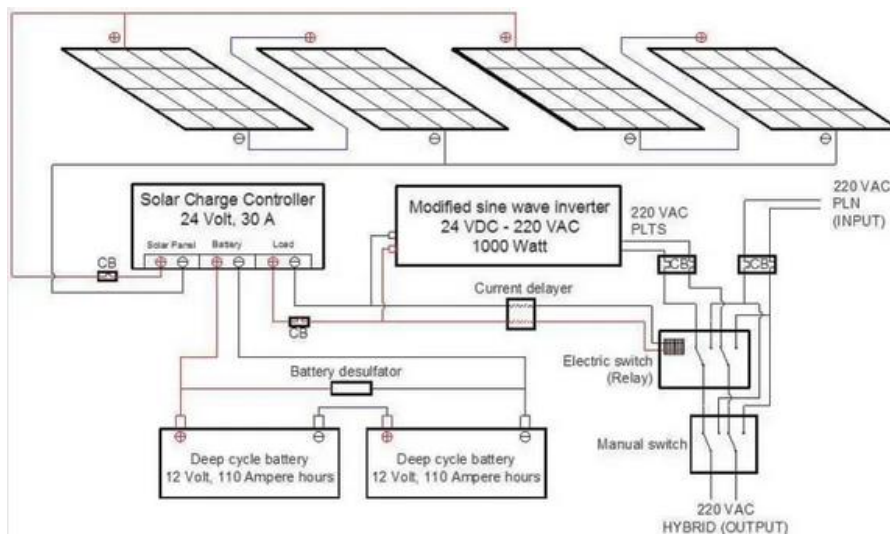 Solar Charge Controller
24 Volt, 30 A
Solar Panel Battery Load
CB
Modified sine wave inverter
24 VDC - 220 VAC
1000 Watt
220 VAC
PLTS
220 VAC
PLN
(INPUT)
CB
CB
Current delayer
CB
Electric switch
(Relay)
Battery desulfator
Manual switch
Deep cycle battery
12 Volt, 110 Ampere hours
Deep cycle battery
12 Volt, 110 Ampere hours
220 VAC
HYBRID (OUTPUT)